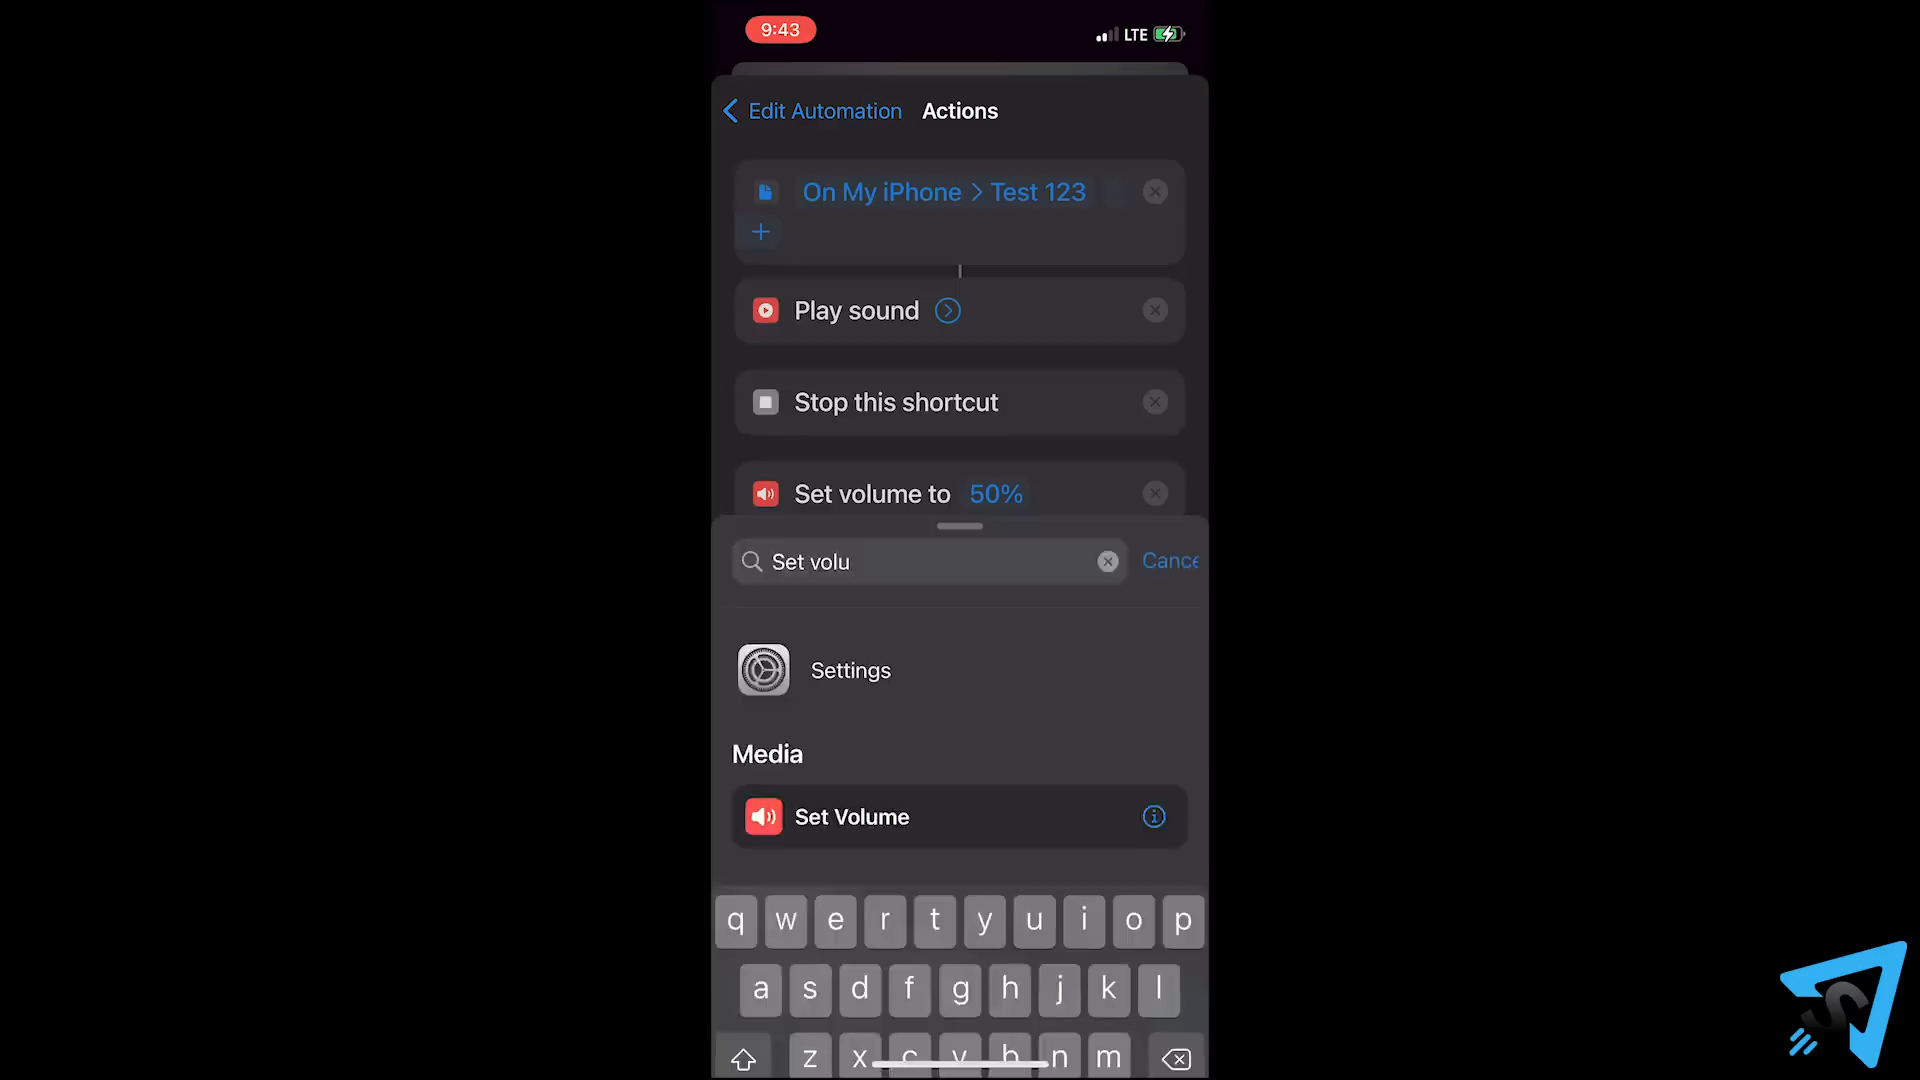 9:43
LTE
Edit Automation Actions
On My iPhone > Test 123
Play sound
Stop this shortcut
Set volume to 50%
Set volu
Cance
Settings
Media
Set Volume
q w e r t y u i o p
a s d f g h j k l
z x c v b n m
S